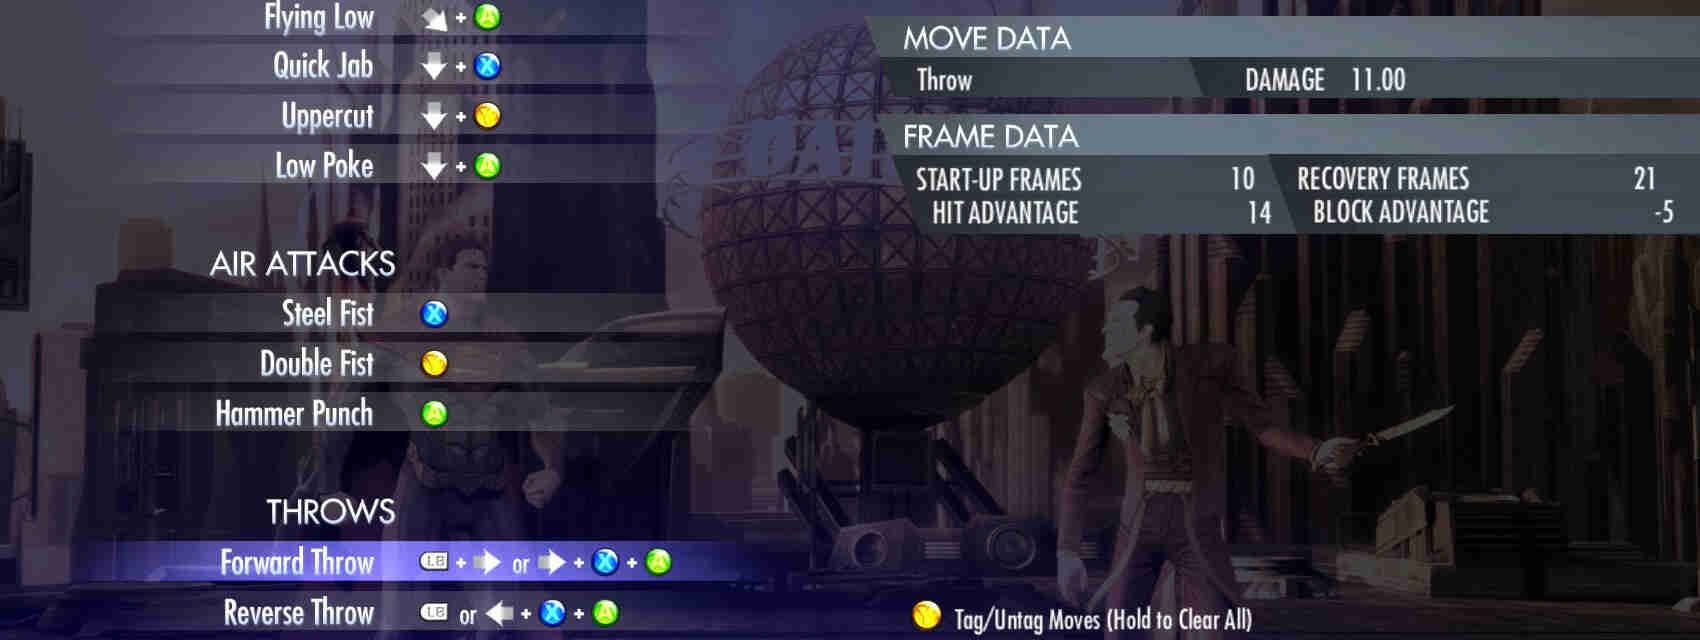 Flying Low + A
Quick Jab + X
Uppercut + Y
Low Poke + A
AIR ATTACKS
Steel Fist X
Double Fist Y
Hammer Punch A
THROWS
Forward Throw LB + or + X + A
Reverse Throw LB or + X + A
MOVE DATA
Throw DAMAGE 11.00
FRAME DATA
START-UP FRAMES 10 RECOVERY FRAMES 21
HIT ADVANTAGE 14 BLOCK ADVANTAGE -5
Y Tag/Untag Moves (Hold to Clear All)